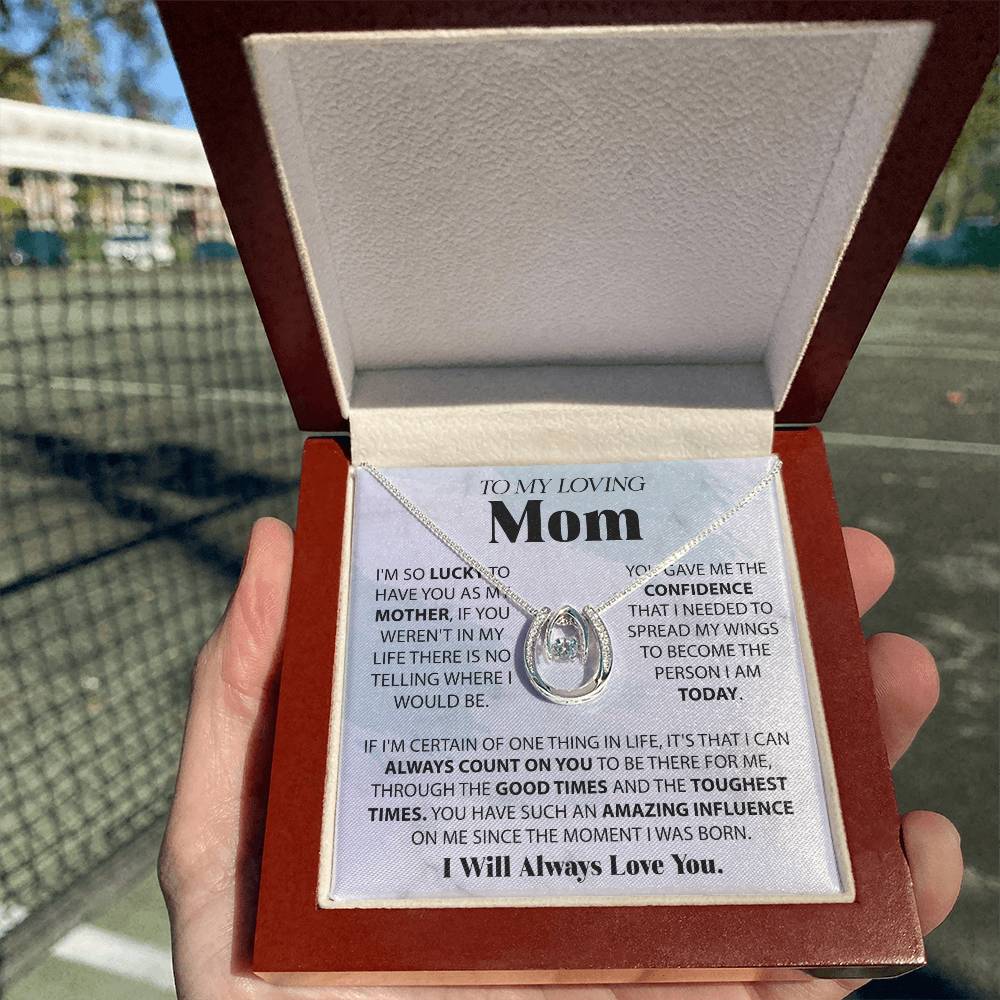 TO MY LOVING
Mom
I'M SO LUCKY TO
HAVE YOU AS MY
MOTHER, IF YOU
WEREN'T IN MY
LIFE THERE IS NO
TELLING WHERE I
WOULD BE.
YOU GAVE ME THE
CONFIDENCE
THAT I NEEDED TO
SPREAD MY WINGS
TO BECOME THE
PERSON I AM
TODAY.
IF I'M CERTAIN OF ONE THING IN LIFE, IT'S THAT I CAN
ALWAYS COUNT ON YOU TO BE THERE FOR ME,
THROUGH THE GOOD TIMES AND THE TOUGHEST
TIMES. YOU HAVE SUCH AN AMAZING INFLUENCE
ON ME SINCE THE MOMENT I WAS BORN.
I Will Always Love You.